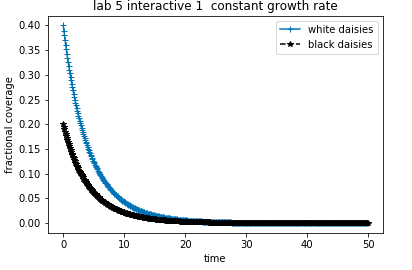 lab 5 interactive 1 constant growth rate
white daisies
black daisies
fractional coverage
0.40
0.35
0.30
0.25
0.20
0.15
0.10
0.05
0.00
0 10 20 30 40 50
time